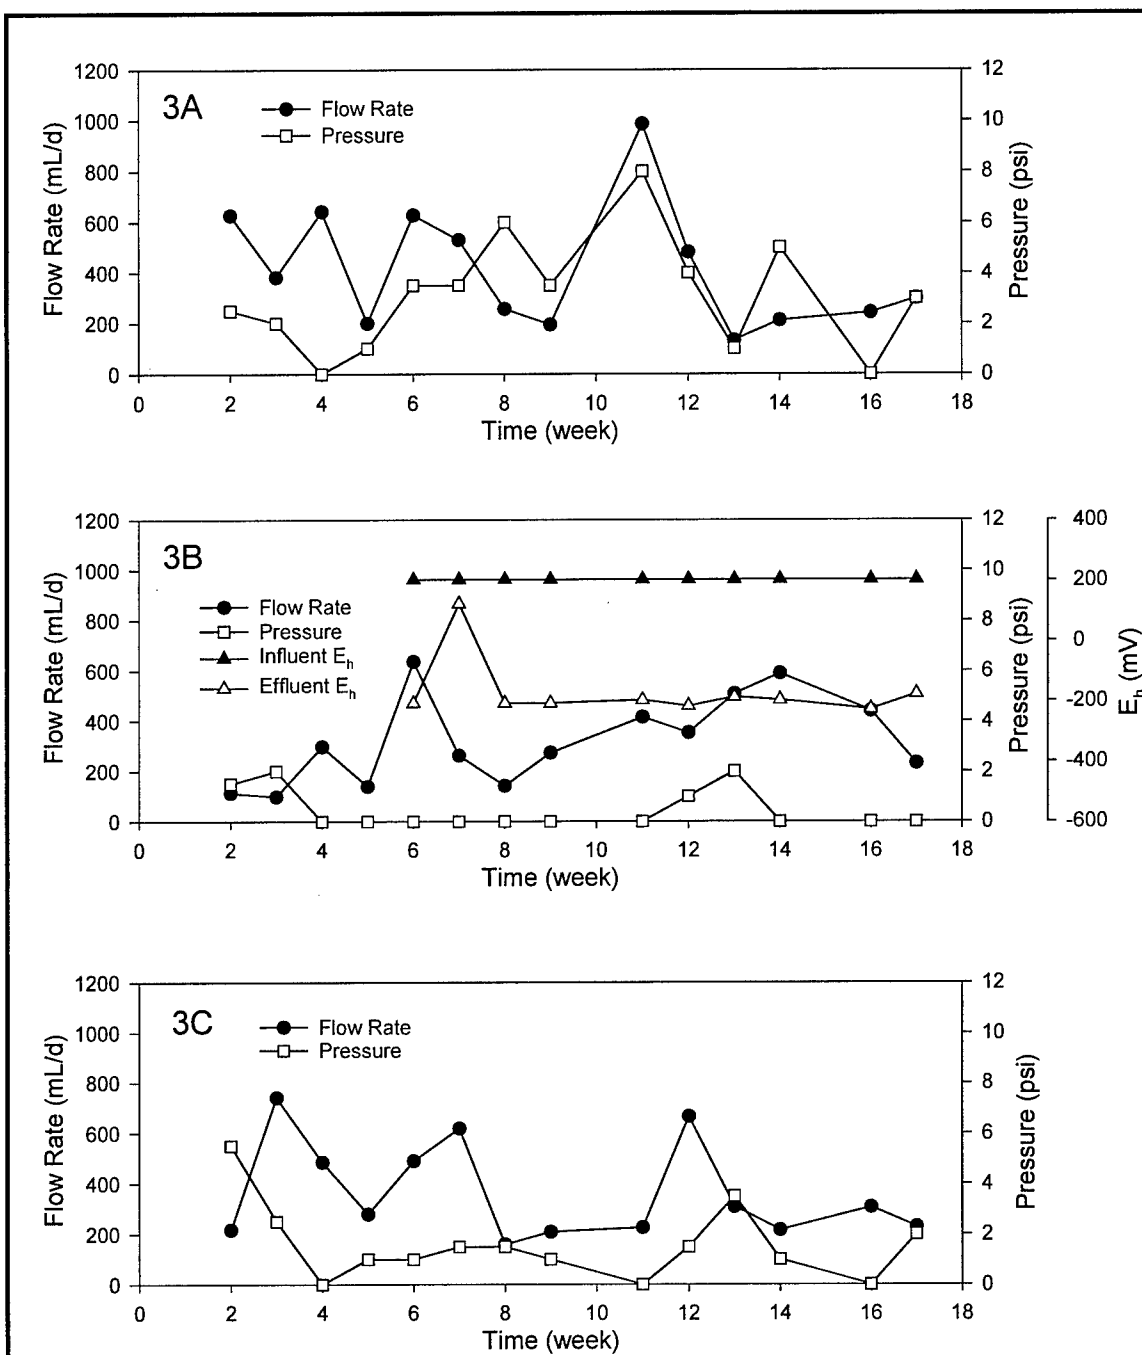 3A
Flow Rate
Pressure
Flow Rate (mL/d)
1200
1000
800
600
400
200
0
Pressure (psi)
12
10
8
6
4
2
0
0 2 4 6 8 10 12 14 16 18
Time (week)
3B
Flow Rate
Pressure
Influent Eh
Effluent Eh
Flow Rate (mL/d)
1200
1000
800
600
400
200
0
Pressure (psi)
12
10
8
6
4
2
0
Eh (mV)
400
200
0
-200
-400
-600
0 2 4 6 8 10 12 14 16 18
Time (week)
3C
Flow Rate
Pressure
Flow Rate (mL/d)
1200
1000
800
600
400
200
0
Pressure (psi)
12
10
8
6
4
2
0
0 2 4 6 8 10 12 14 16 18
Time (week)